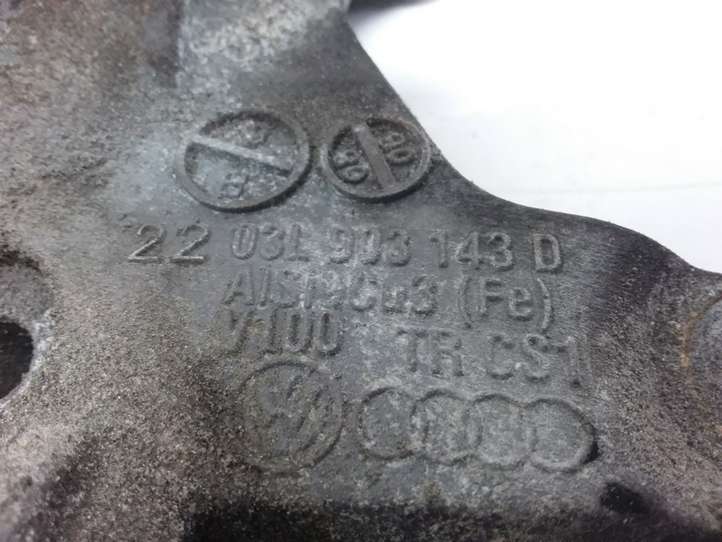 22 03L 903 143 D
AlSi9Cu3 (Fe)
V100 TR CS1